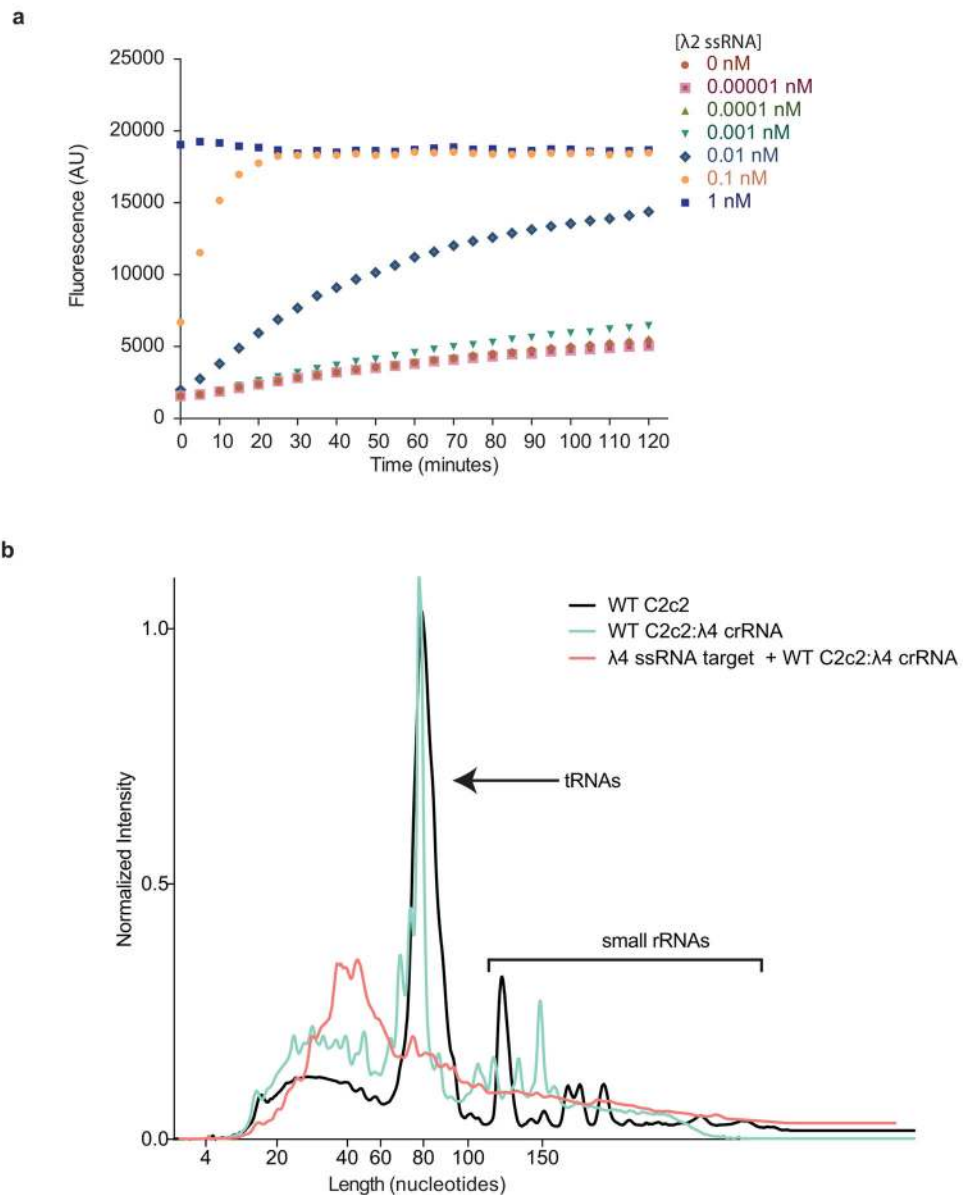 a
[λ2 ssRNA]
0 nM
0.00001 nM
0.0001 nM
0.001 nM
0.01 nM
0.1 nM
1 nM
25000
20000
15000
10000
5000
0
Fluorescence (AU)
0 10 20 30 40 50 60 70 80 90 100 110 120
Time (minutes)
b
WT C2c2
WT C2c2:λ4 crRNA
λ4 ssRNA target + WT C2c2:λ4 crRNA
1.0
0.5
0.0
Normalized Intensity
tRNAs
small rRNAs
4 20 40 60 80 100 150
Length (nucleotides)